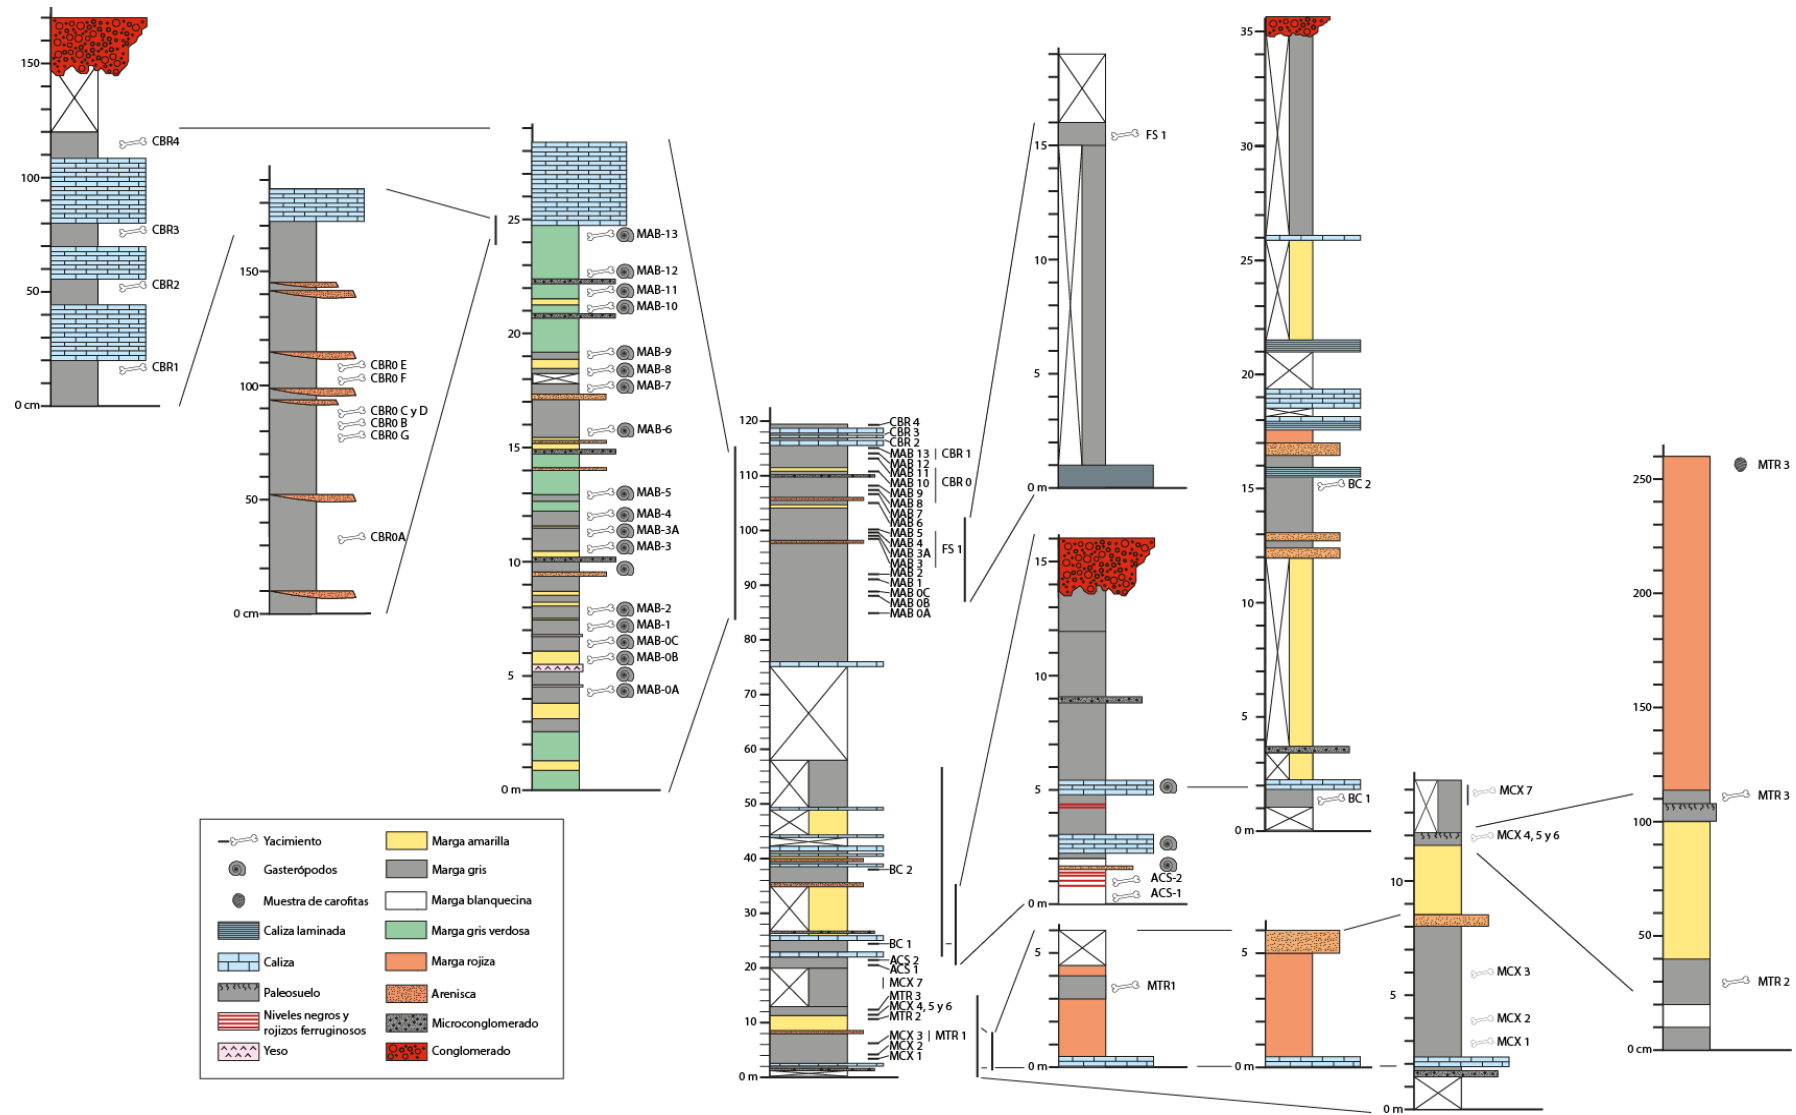 150
100
50
0 cm
CBR4
CBR3
CBR2
CBR1
150
100
50
0 cm
CBR0 E
CBR0 F
CBR0 C y D
CBR0 B
CBR0 G
CBR0A
25
20
15
10
5
0 m
MAB-13
MAB-12
MAB-11
MAB-10
MAB-9
MAB-8
MAB-7
MAB-6
MAB-5
MAB-4
MAB-3A
MAB-3
MAB-2
MAB-1
MAB-0C
MAB-0B
MAB-0A
120
110
100
90
80
70
60
50
40
30
20
10
0 m
CBR 4
CBR 3
CBR 2
MAB 13 | CBR 1
MAB 12
MAB 11
MAB 10
CBR 0
MAB 9
MAB 8
MAB 7
MAB 6
MAB 5
MAB 4
FS 1
MAB 3A
MAB 3
MAB 2
MAB 1
MAB 0C
MAB 0B
MAB 0A
BC 2
BC 1
ACS 2
ACS 1
MCX 7
MTR 3
MCX 4, 5 y 6
MTR 2
MCX 3 | MTR 1
MCX 2
MCX 1
15
10
5
0 m
FS 1
15
10
5
0 m
ACS-2
ACS-1
5
0 m
MTR1
35
30
25
20
15
10
5
0 m
BC 2
BC 1
5
0 m
10
5
0 m
MCX 7
MCX 4, 5 y 6
MCX 3
MCX 2
MCX 1
250
200
150
100
50
0 cm
MTR 3
MTR 3
MTR 2
Yacimiento
Gasterópodos
Muestra de carofitas
Caliza laminada
Caliza
Paleosuelo
Niveles negros y
rojizos ferruginosos
Yeso
Marga amarilla
Marga gris
Marga blanquecina
Marga gris verdosa
Marga rojiza
Arenisca
Microconglomerado
Conglomerado